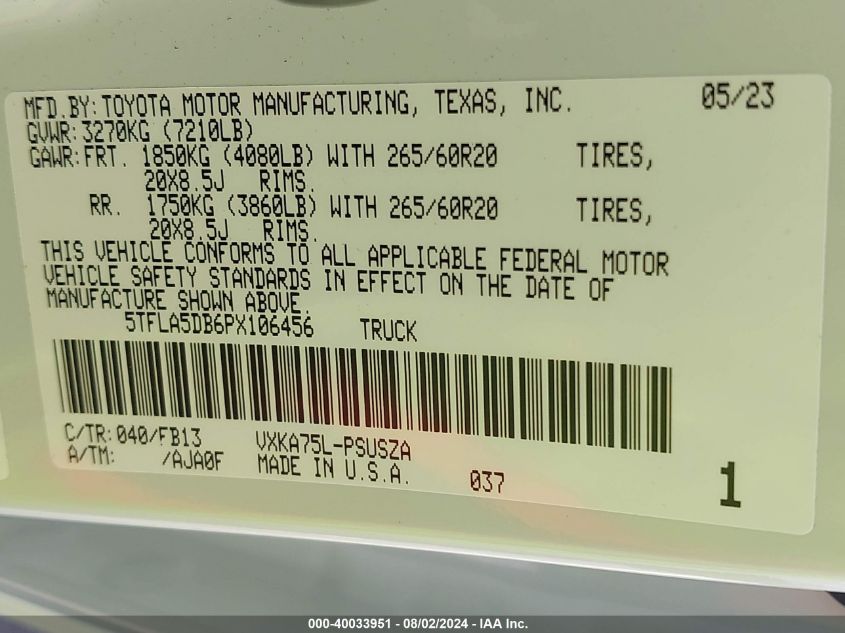 MFD.BY:TOYOTA MOTOR MANUFACTURING, TEXAS, INC. 05/23
GVWR:3270KG (7210LB)
GAWR:FRT. 1850KG (4080LB) WITH 265/60R20 TIRES,
20X8.5J RIMS.
RR. 1750KG (3860LB) WITH 265/60R20 TIRES,
20X8.5J RIMS.
THIS VEHICLE CONFORMS TO ALL APPLICABLE FEDERAL MOTOR
VEHICLE SAFETY STANDARDS IN EFFECT ON THE DATE OF
MANUFACTURE SHOWN ABOVE.
5TFLA5DB6PX106456 TRUCK
C/TR:040/FB13 VXKA75L-PSUSZA
A/TM: /AJA0F MADE IN U.S.A. 037 1
000-40033951 - 08/02/2024 - IAA Inc.